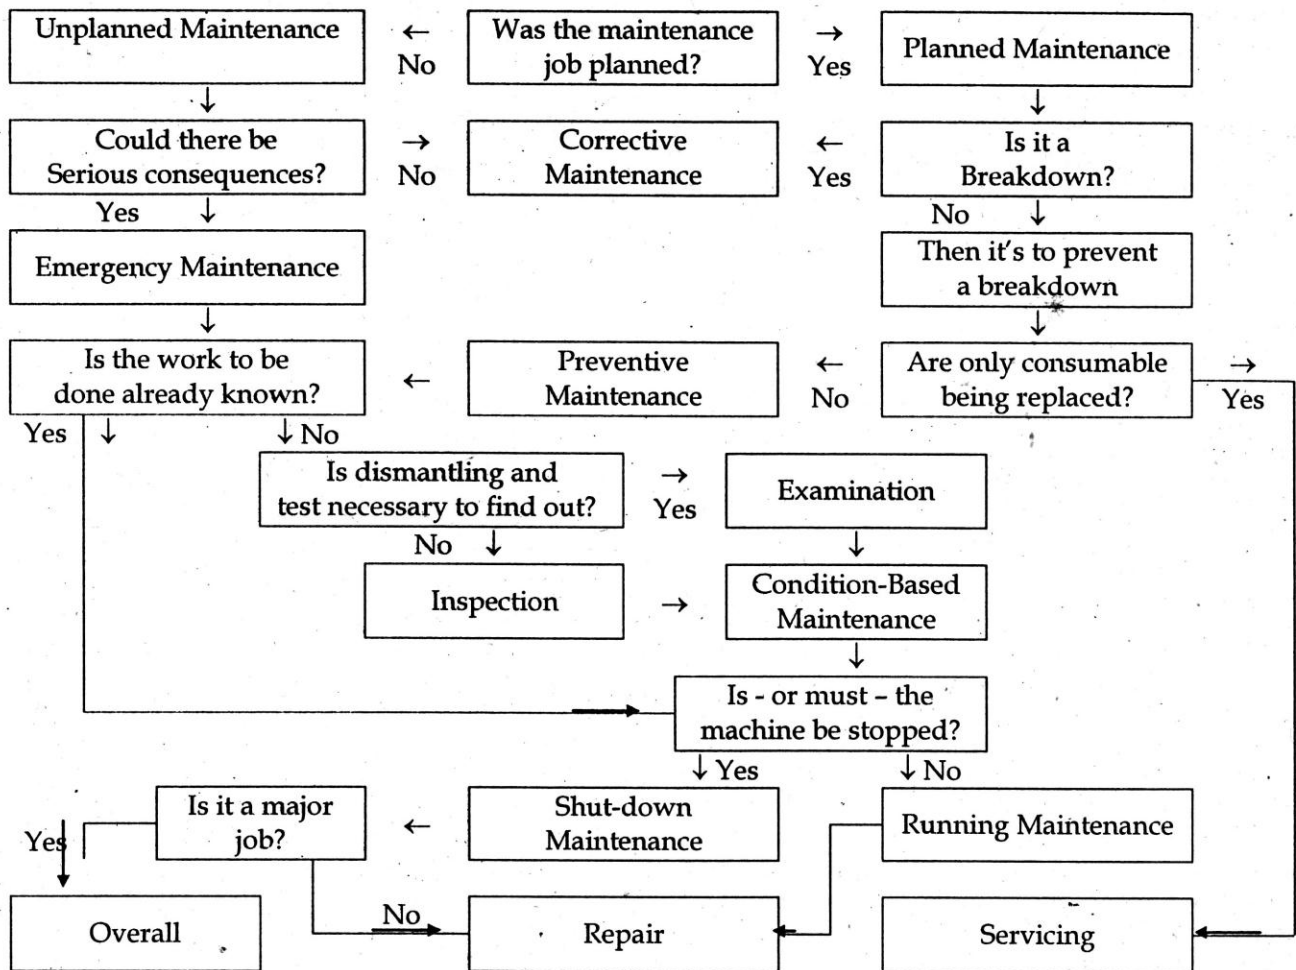 Unplanned Maintenance
←
No
Was the maintenance
job planned?
→
Yes
Planned Maintenance
↓
↓
Could there be
Serious consequences?
→
No
Corrective
Maintenance
←
Yes
Is it a
Breakdown?
Yes ↓
No ↓
Emergency Maintenance
Then it's to prevent
a breakdown
↓
↓
Is the work to be
done already known?
←
Preventive
Maintenance
←
No
Are only consumable
being replaced?
→
Yes
Yes ↓
↓ No
Is dismantling and
test necessary to find out?
→
Yes
Examination
No ↓
↓
Inspection
→
Condition-Based
Maintenance
↓
Is - or must – the
machine be stopped?
↓ Yes
↓ No
Yes
Is it a major
job?
←
Shut-down
Maintenance
Running Maintenance
Overall
No
Repair
Servicing